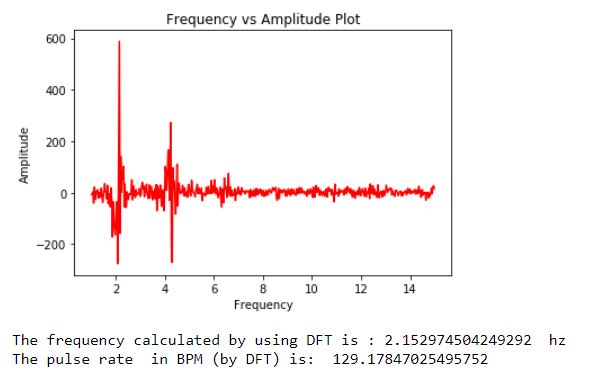 Frequency vs Amplitude Plot
600
400
200
0
−200
Amplitude
2 4 6 8 10 12 14
Frequency
The frequency calculated by using DFT is : 2.152974504249292 hz
The pulse rate in BPM (by DFT) is: 129.17847025495752